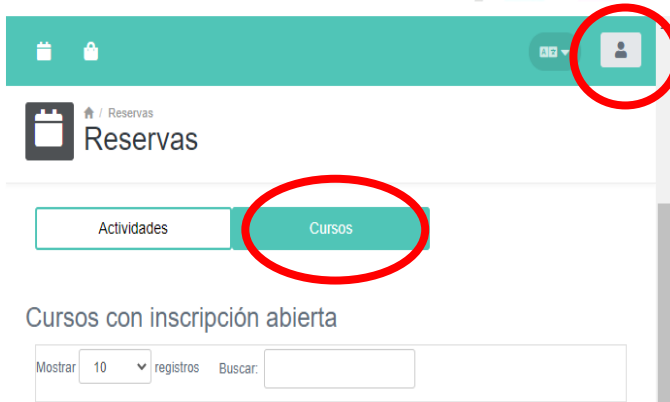 / Reservas
Reservas
Actividades
Cursos
Cursos con inscripción abierta
Mostrar 10 registros Buscar: